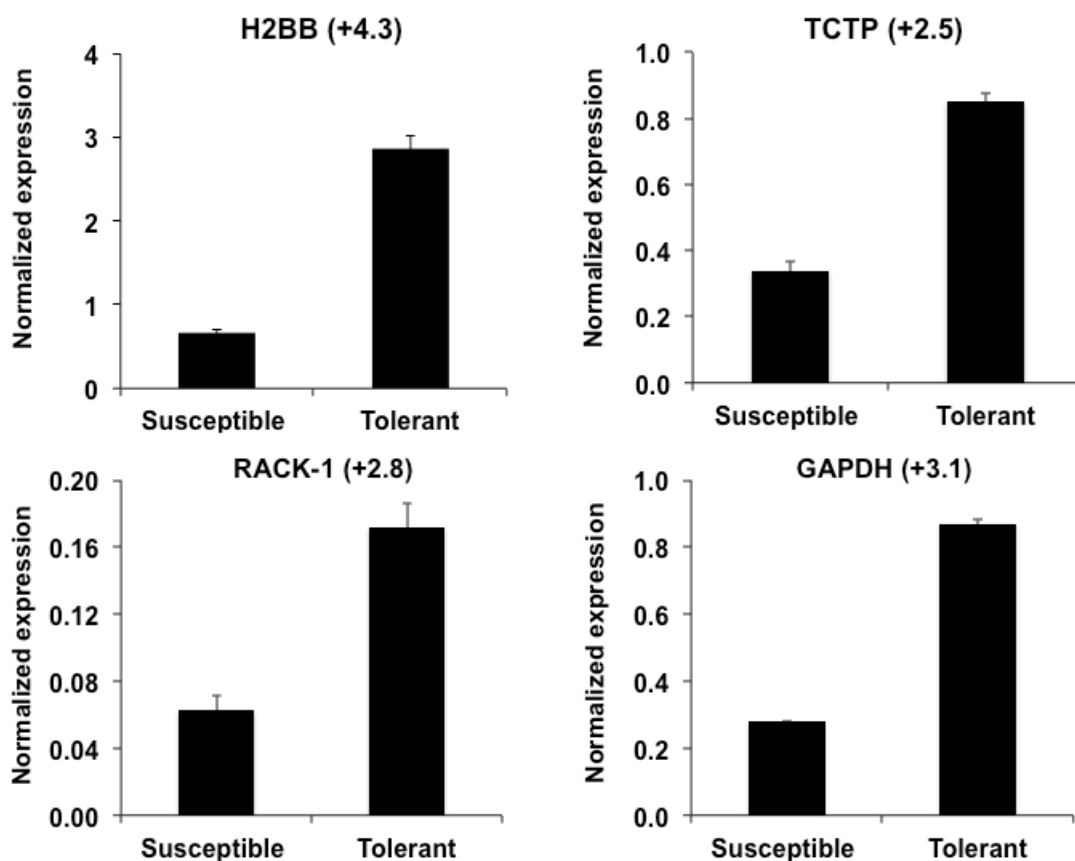 H2BB (+4.3)
Normalized expression
4
3
2
1
0
Susceptible Tolerant
TCTP (+2.5)
Normalized expression
1.0
0.8
0.6
0.4
0.2
0.0
Susceptible Tolerant
RACK-1 (+2.8)
Normalized expression
0.20
0.16
0.12
0.08
0.04
0.00
Susceptible Tolerant
GAPDH (+3.1)
Normalized expression
1.0
0.8
0.6
0.4
0.2
0.0
Susceptible Tolerant